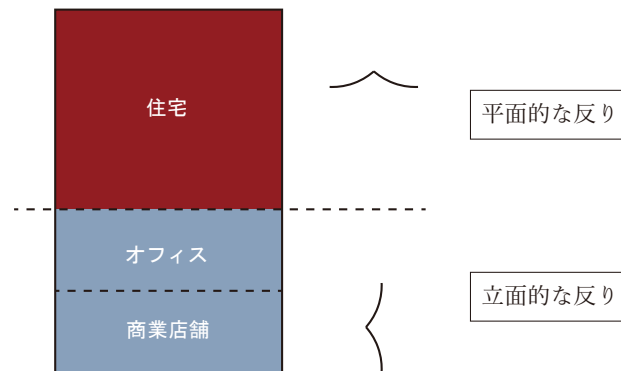 住宅
平面的な反り
オフィス
立面的な反り
商業店舗